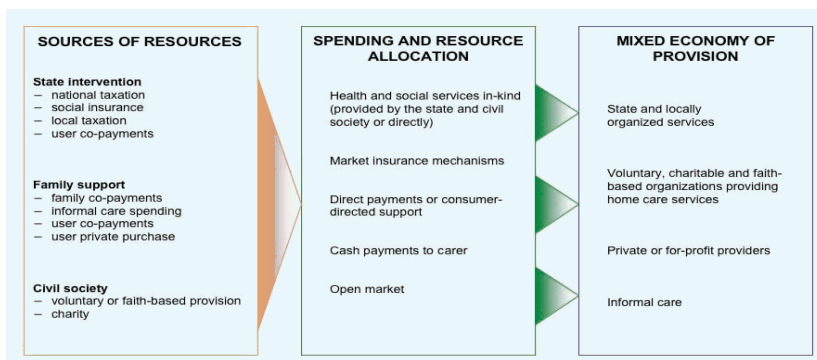 SOURCES OF RESOURCES
State intervention
– national taxation
– social insurance
– local taxation
– user co-payments
Family support
– family co-payments
– informal care spending
– user co-payments
– user private purchase
Civil society
– voluntary or faith-based provision
– charity
SPENDING AND RESOURCE
ALLOCATION
Health and social services in-kind
(provided by the state and civil
society or directly)
Market insurance mechanisms
Direct payments or consumer-
directed support
Cash payments to carer
Open market
MIXED ECONOMY OF
PROVISION
State and locally
organized services
Voluntary, charitable and faith-
based organizations providing
home care services
Private or for-profit providers
Informal care